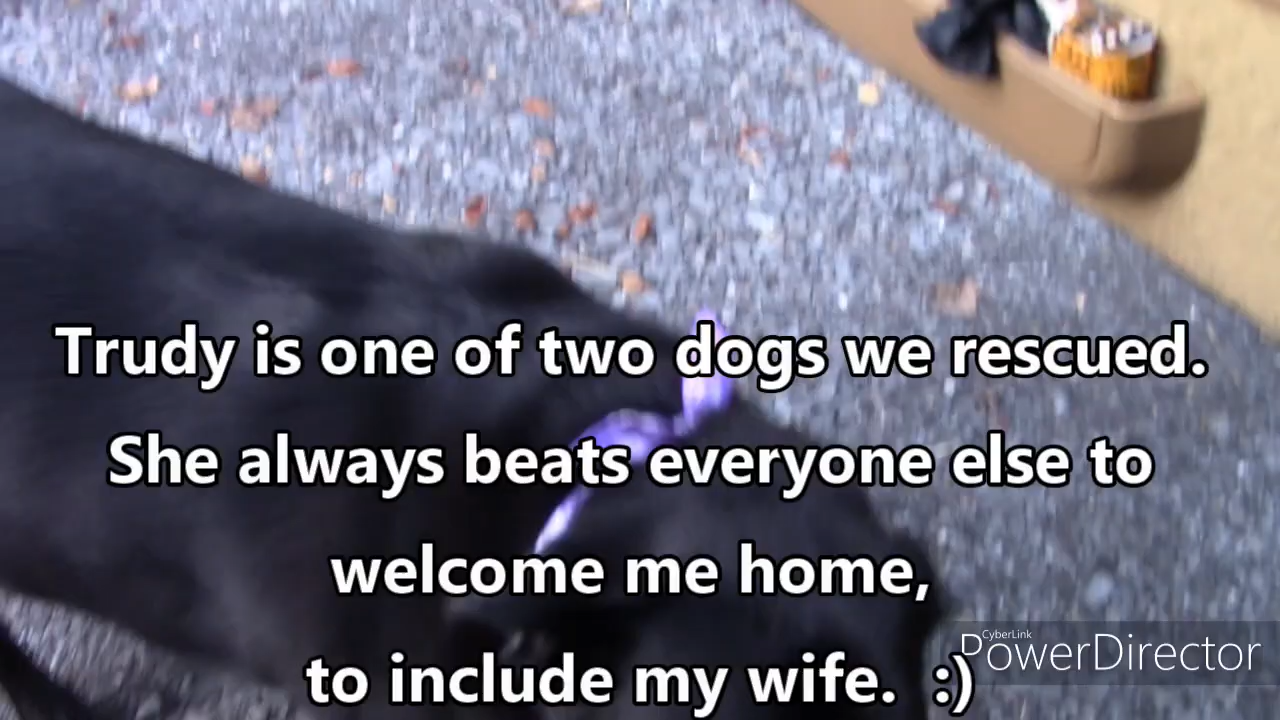 Trudy is one of two dogs we rescued.
She always beats everyone else to
welcome me home,
to include my wife.  :)
CyberLink
PowerDirector